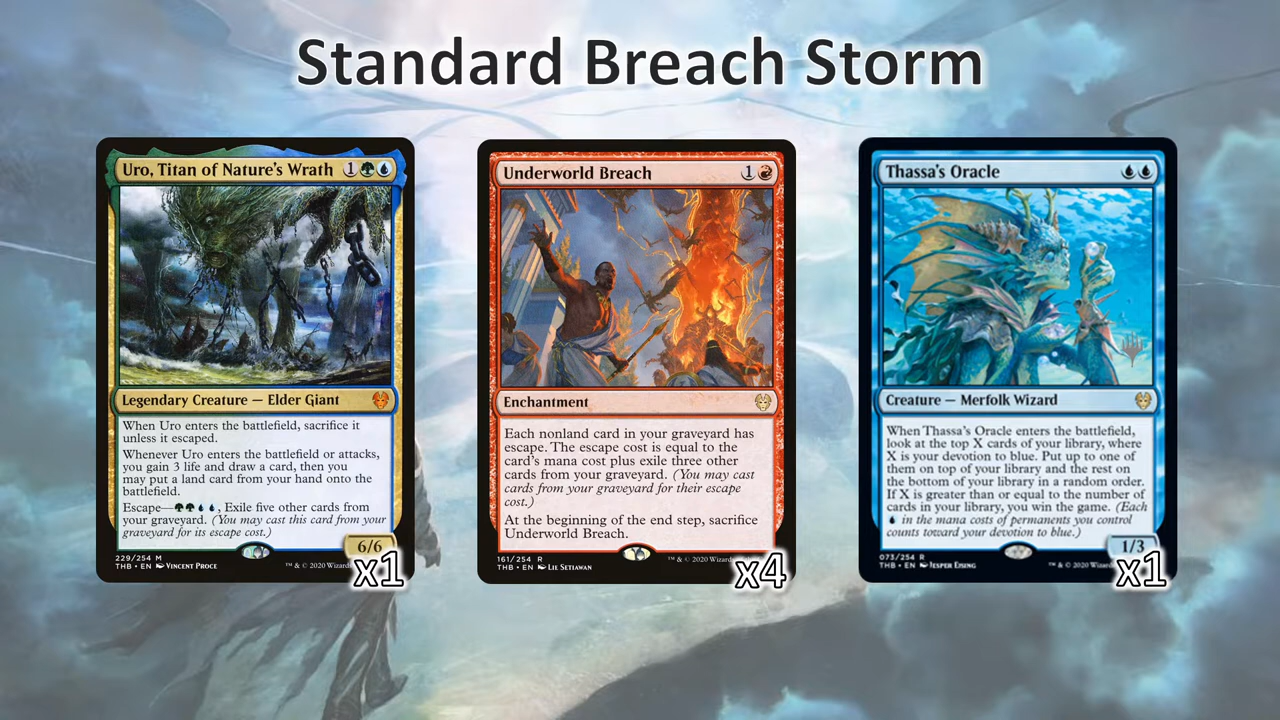 Standard Breach Storm
Uro, Titan of Nature's Wrath 1
Legendary Creature — Elder Giant
When Uro enters the battlefield, sacrifice it
unless it escaped.
Whenever Uro enters the battlefield or attacks,
you gain 3 life and draw a card, then you
may put a land card from your hand onto the
battlefield.
Escape—, Exile five other cards from
your graveyard. (You may cast this card from your
graveyard for its escape cost.)
6/6
229/254 M
THB • EN VINCENT PROCE
™ & © 2020 Wizard
x1
Underworld Breach 1
Enchantment
Each nonland card in your graveyard has
escape. The escape cost is equal to the
card's mana cost plus exile three other
cards from your graveyard. (You may cast
cards from your graveyard for their escape
cost.)
At the beginning of the end step, sacrifice
Underworld Breach.
161/254 R
THB • EN LIE SETIAWAN
™ & © 2020 Wizard
x4
Thassa's Oracle
Creature — Merfolk Wizard
When Thassa's Oracle enters the battlefield,
look at the top X cards of your library, where
X is your devotion to blue. Put up to one of
them on top of your library and the rest on
the bottom of your library in a random order.
If X is greater than or equal to the number of
cards in your library, you win the game. (Each
in the mana costs of permanents you control
counts toward your devotion to blue.)
1/3
073/254 R
THB • EN JESPER EJSING
™ & © 2020 Wizard
x1